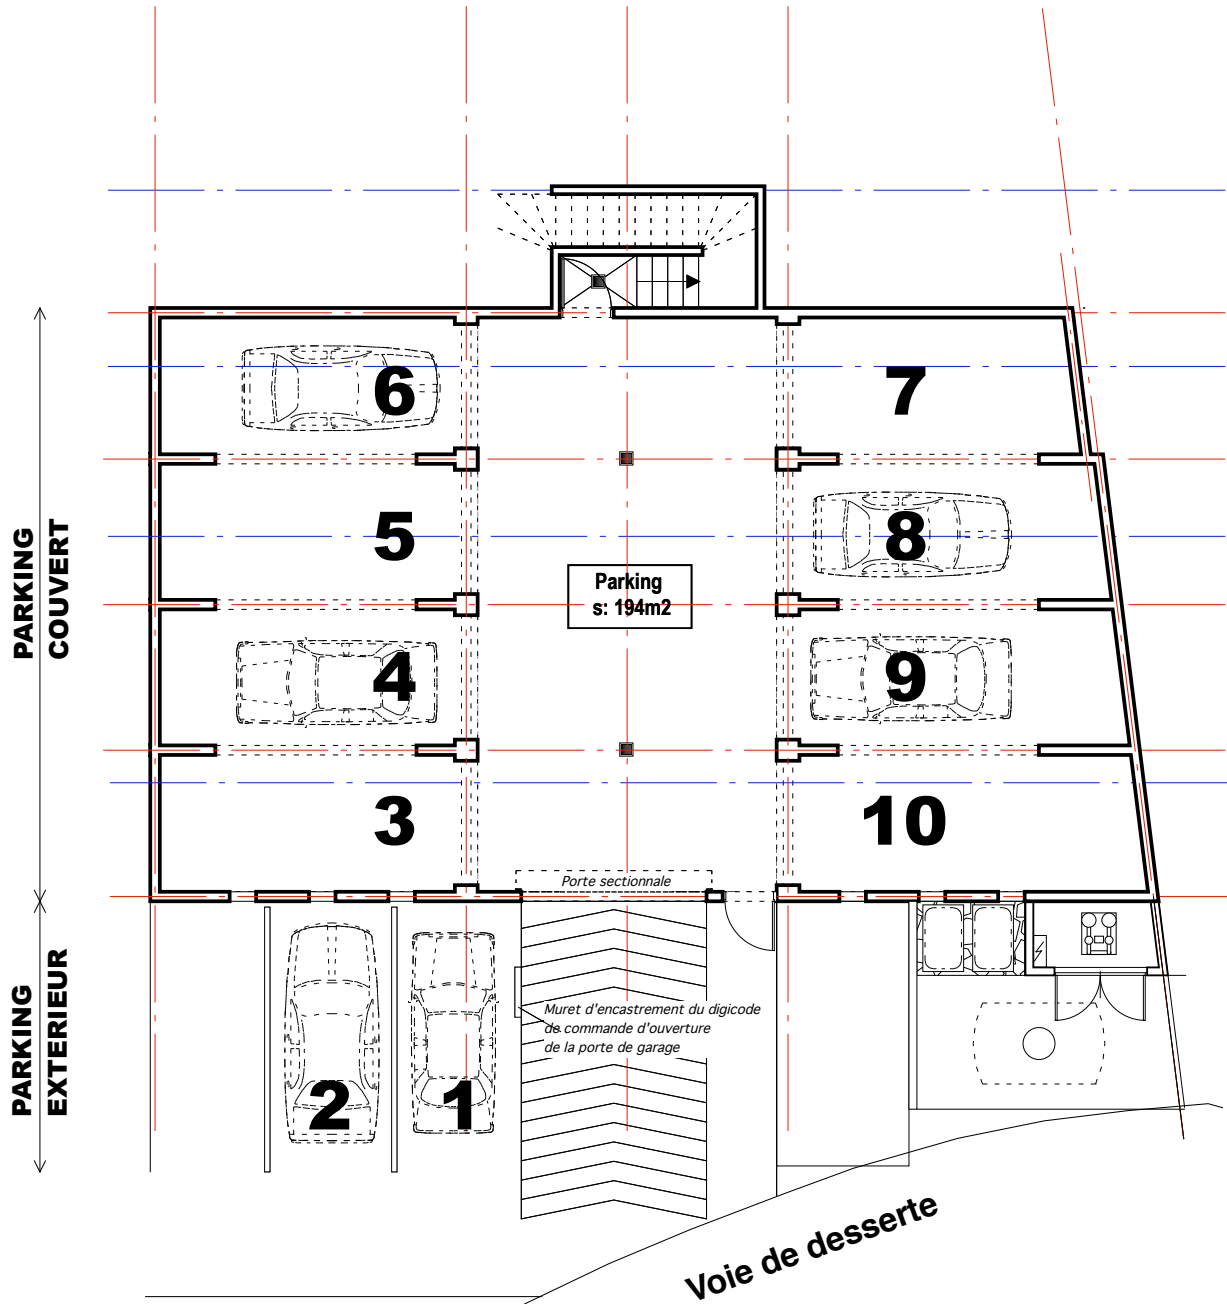 6
7
PARKING
COUVERT
5
8
Parking
s: 194m2
4
9
3
10
Porte sectionnale
PARKING
EXTERIEUR
Muret d'encastrement du digicode
de commande d'ouverture
de la porte de garage
2
1
Voie de desserte